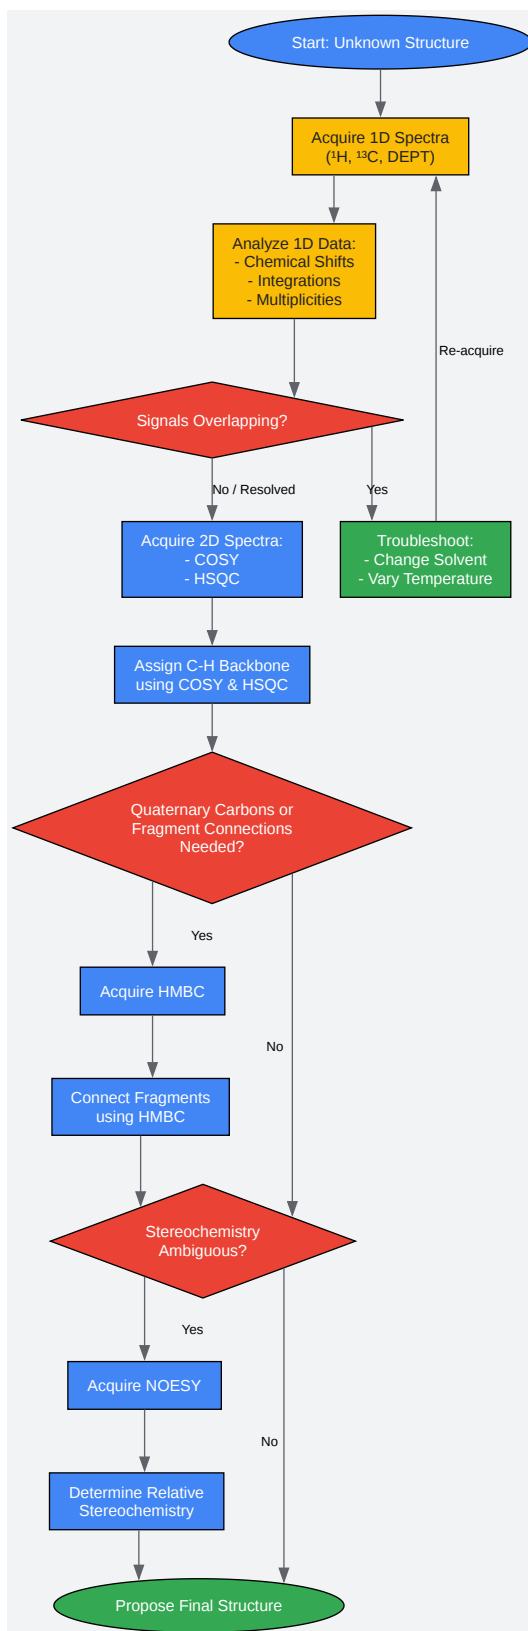 Start: Unknown Structure
Acquire 1D Spectra
(¹H, ¹³C, DEPT)
Analyze 1D Data:
- Chemical Shifts
- Integrations
- Multiplicities
Re-acquire
Signals Overlapping?
No / Resolved
Yes
Acquire 2D Spectra:
- COSY
- HSQC
Troubleshoot:
- Change Solvent
- Vary Temperature
Assign C-H Backbone
using COSY & HSQC
Quaternary Carbons or
Fragment Connections
Needed?
Yes
Acquire HMBC
No
Connect Fragments
using HMBC
Stereochemistry
Ambiguous?
Yes
Acquire NOESY
No
Determine Relative
Stereochemistry
Propose Final Structure